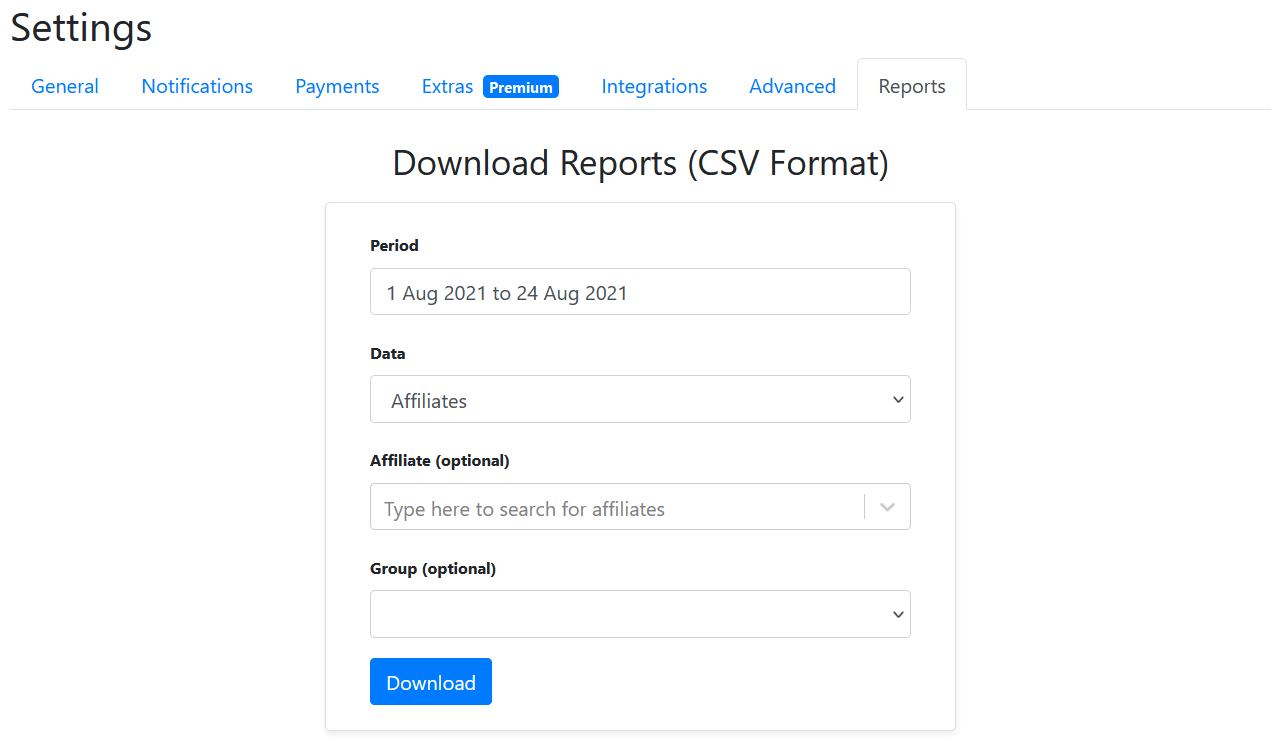 Settings
General Notifications Payments Extras Premium Integrations Advanced Reports
Download Reports (CSV Format)
Period
1 Aug 2021 to 24 Aug 2021
Data
Affiliates
Affiliate (optional)
Type here to search for affiliates
Group (optional)
Download